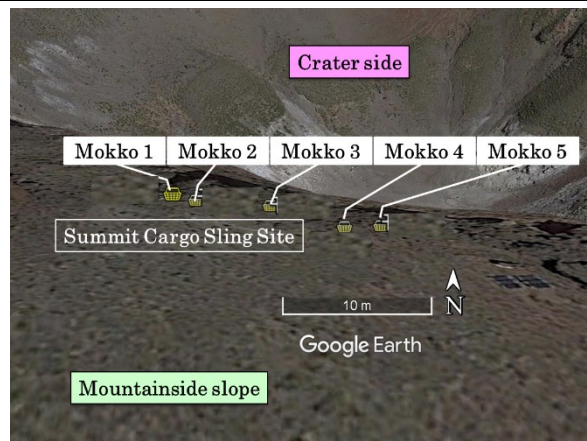 Crater side
Mokko 1
Mokko 2
Mokko 3
Mokko 4
Mokko 5
Summit Cargo Sling Site
10 m
N
Google Earth
Mountainside slope